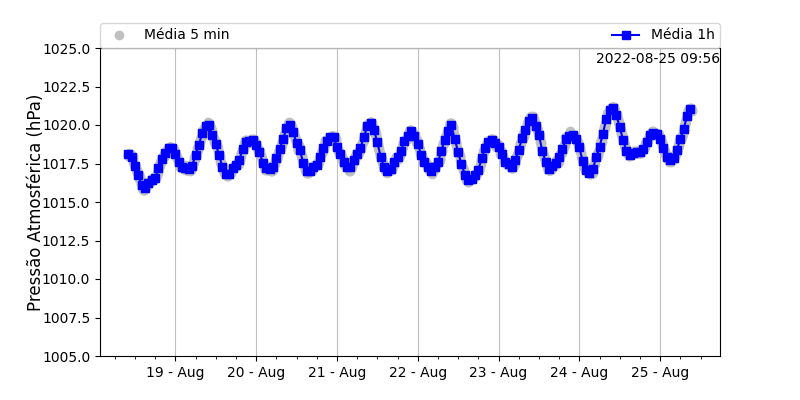 Média 5 min
Média 1h
2022-08-25 09:56
Pressão Atmosférica (hPa)
1025.0
1022.5
1020.0
1017.5
1015.0
1012.5
1010.0
1007.5
1005.0
19 - Aug
20 - Aug
21 - Aug
22 - Aug
23 - Aug
24 - Aug
25 - Aug